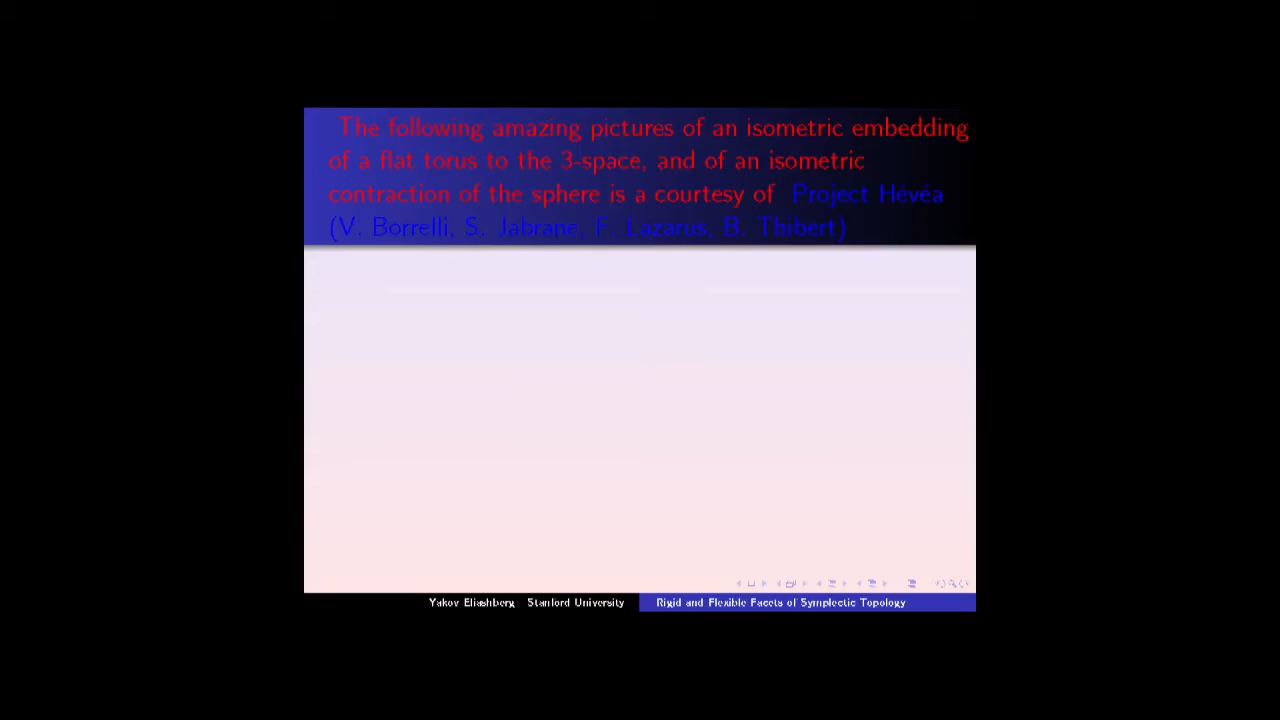 The following amazing pictures of an isometric embedding
of a flat torus to the 3-space, and of an isometric
contraction of the sphere is a courtesy of Project Hévéa
(V. Borrelli, S. Jabrane, F. Lazarus, B. Thibert)
Yakov Eliashberg Stanford University Rigid and Flexible Facets of Symplectic Topology